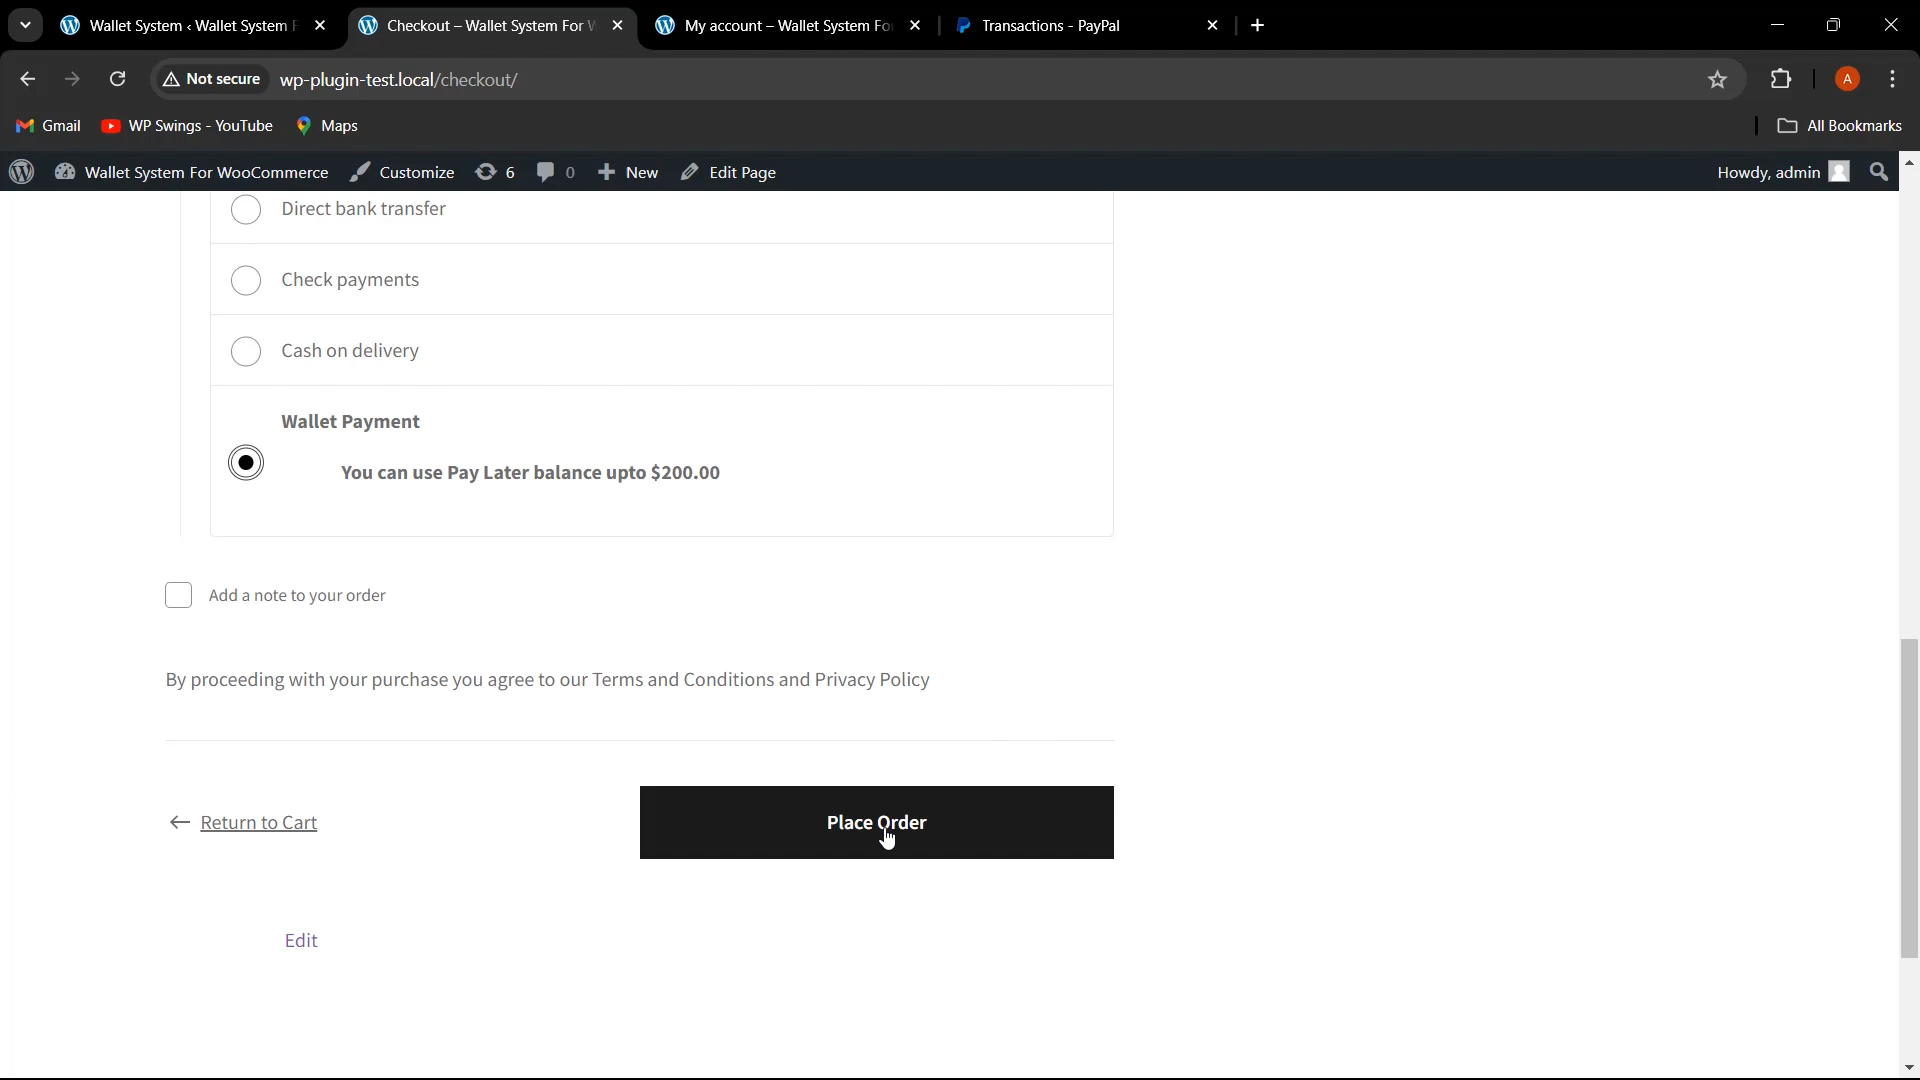 Wallet System ‹ Wallet System F
Checkout – Wallet System For W
My account – Wallet System Fo
Transactions - PayPal
Not secure
wp-plugin-test.local/checkout/
A
Gmail
WP Swings - YouTube
Maps
All Bookmarks
Wallet System For WooCommerce
Customize
6
0
New
Edit Page
Howdy, admin
Direct bank transfer
Check payments
Cash on delivery
Wallet Payment
You can use Pay Later balance upto $200.00
Add a note to your order
By proceeding with your purchase you agree to our Terms and Conditions and Privacy Policy
Return to Cart
Place Order
Edit